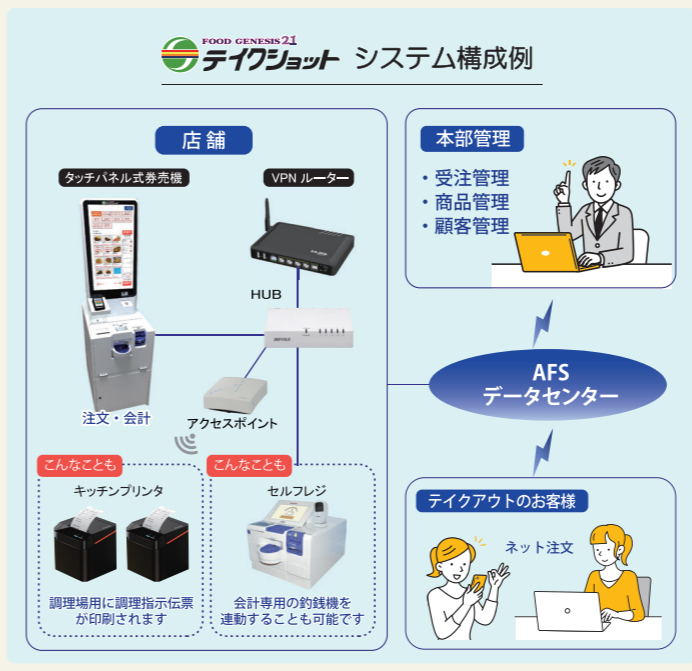 FOOD GENESIS21
テイクショット システム構成例
店舗
タッチパネル式券売機
VPN ルーター
HUB
BUFFALO
注文・会計
アクセスポイント
こんなことも
キッチンプリンタ
調理場用に調理指示伝票
が印刷されます
こんなことも
セルフレジ
会計専用の釣銭機を
連動することも可能です
本部管理
・受注管理
・商品管理
・顧客管理
AFS
データセンター
テイクアウトのお客様
ネット注文